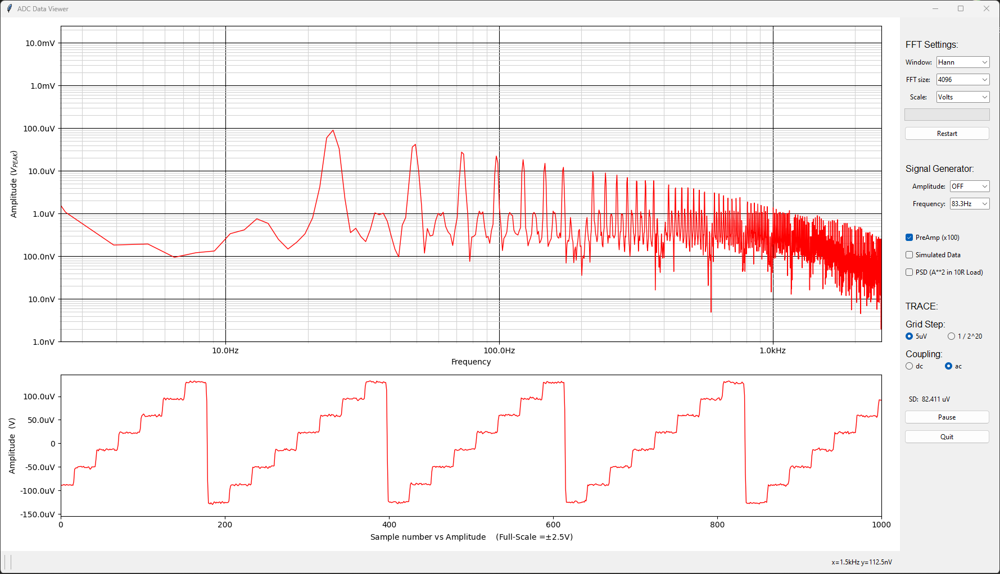 ADC Data Viewer
10.0mV
1.0mV
100.0uV
10.0uV
1.0uV
100.0nV
10.0nV
1.0nV
Amplitude (V_PEAK)
10.0Hz 100.0Hz 1.0kHz
Frequency
100.0uV
50.0uV
0
-50.0uV
-100.0uV
-150.0uV
Amplitude (V)
0 200 400 600 800 1000
Sample number vs Amplitude (Full-Scale =±2.5V)
FFT Settings:
Window: Hann
FFT size: 4096
Scale: Volts
Restart
Signal Generator:
Amplitude: OFF
Frequency: 83.3Hz
PreAmp (x100)
Simulated Data
PSD (A**2 in 10R Load)
TRACE:
Grid Step:
5uV 1 / 2^20
Coupling:
dc ac
SD: 82.411 uV
Pause
Quit
x=1.5kHz y=112.5nV